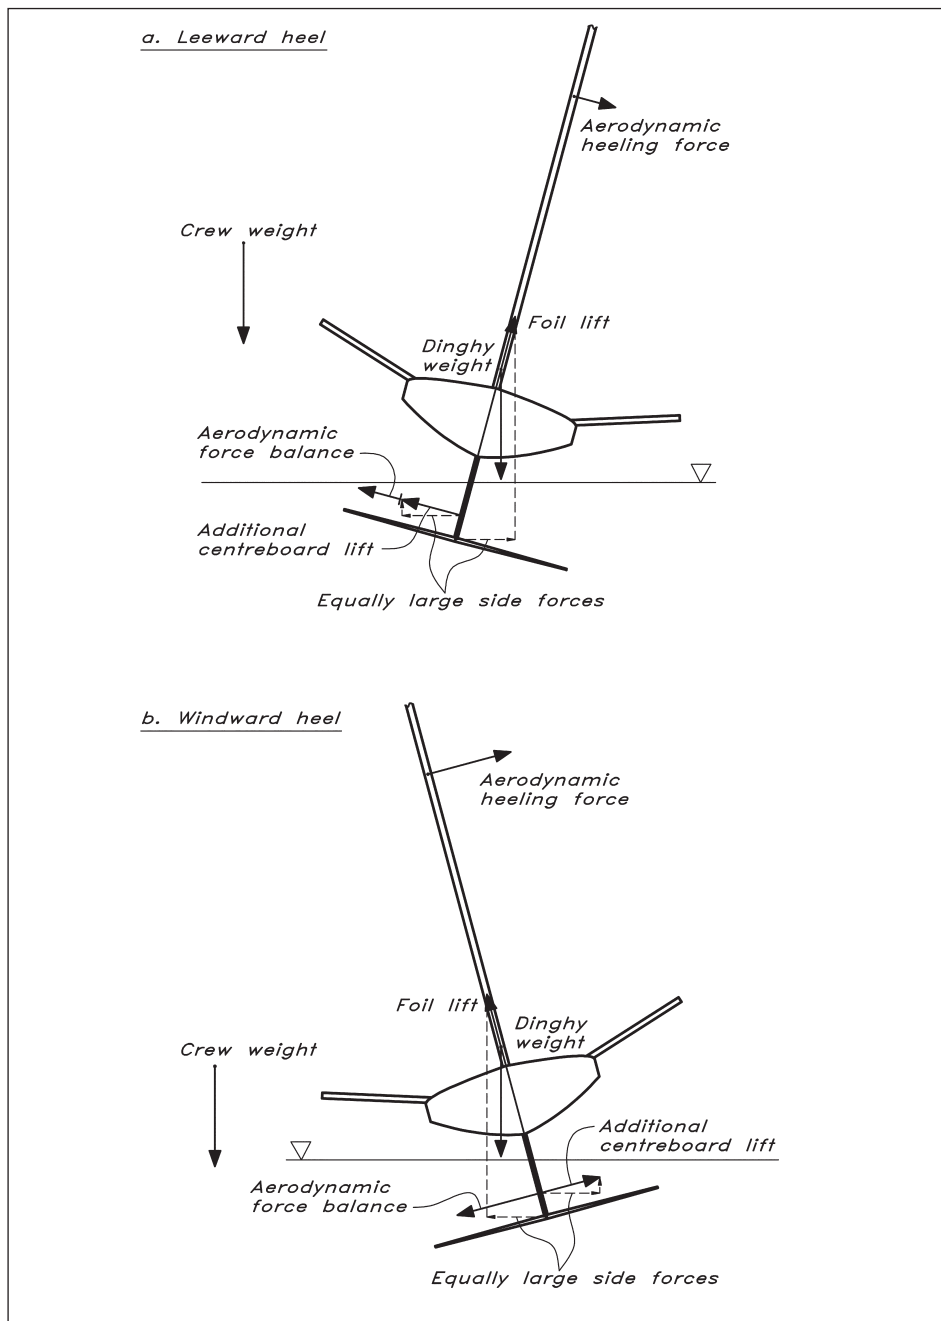 a. Leeward heel
Aerodynamic
heeling force
Crew weight
Foil lift
Dinghy
weight
Aerodynamic
force balance
Additional
centreboard lift
Equally large side forces
b. Windward heel
Aerodynamic
heeling force
Foil lift
Dinghy
weight
Crew weight
Additional
centreboard lift
Aerodynamic
force balance
Equally large side forces